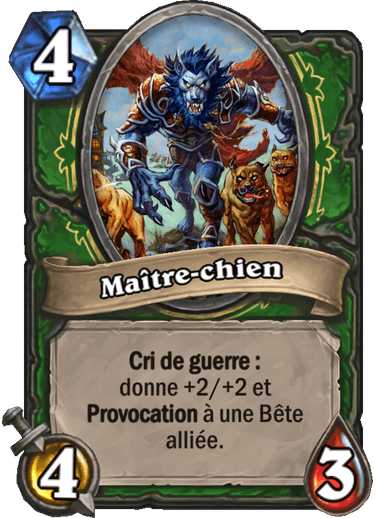 4
Maître-chien
Cri de guerre :
donne +2/+2 et
Provocation à une Bête
alliée.
4
3